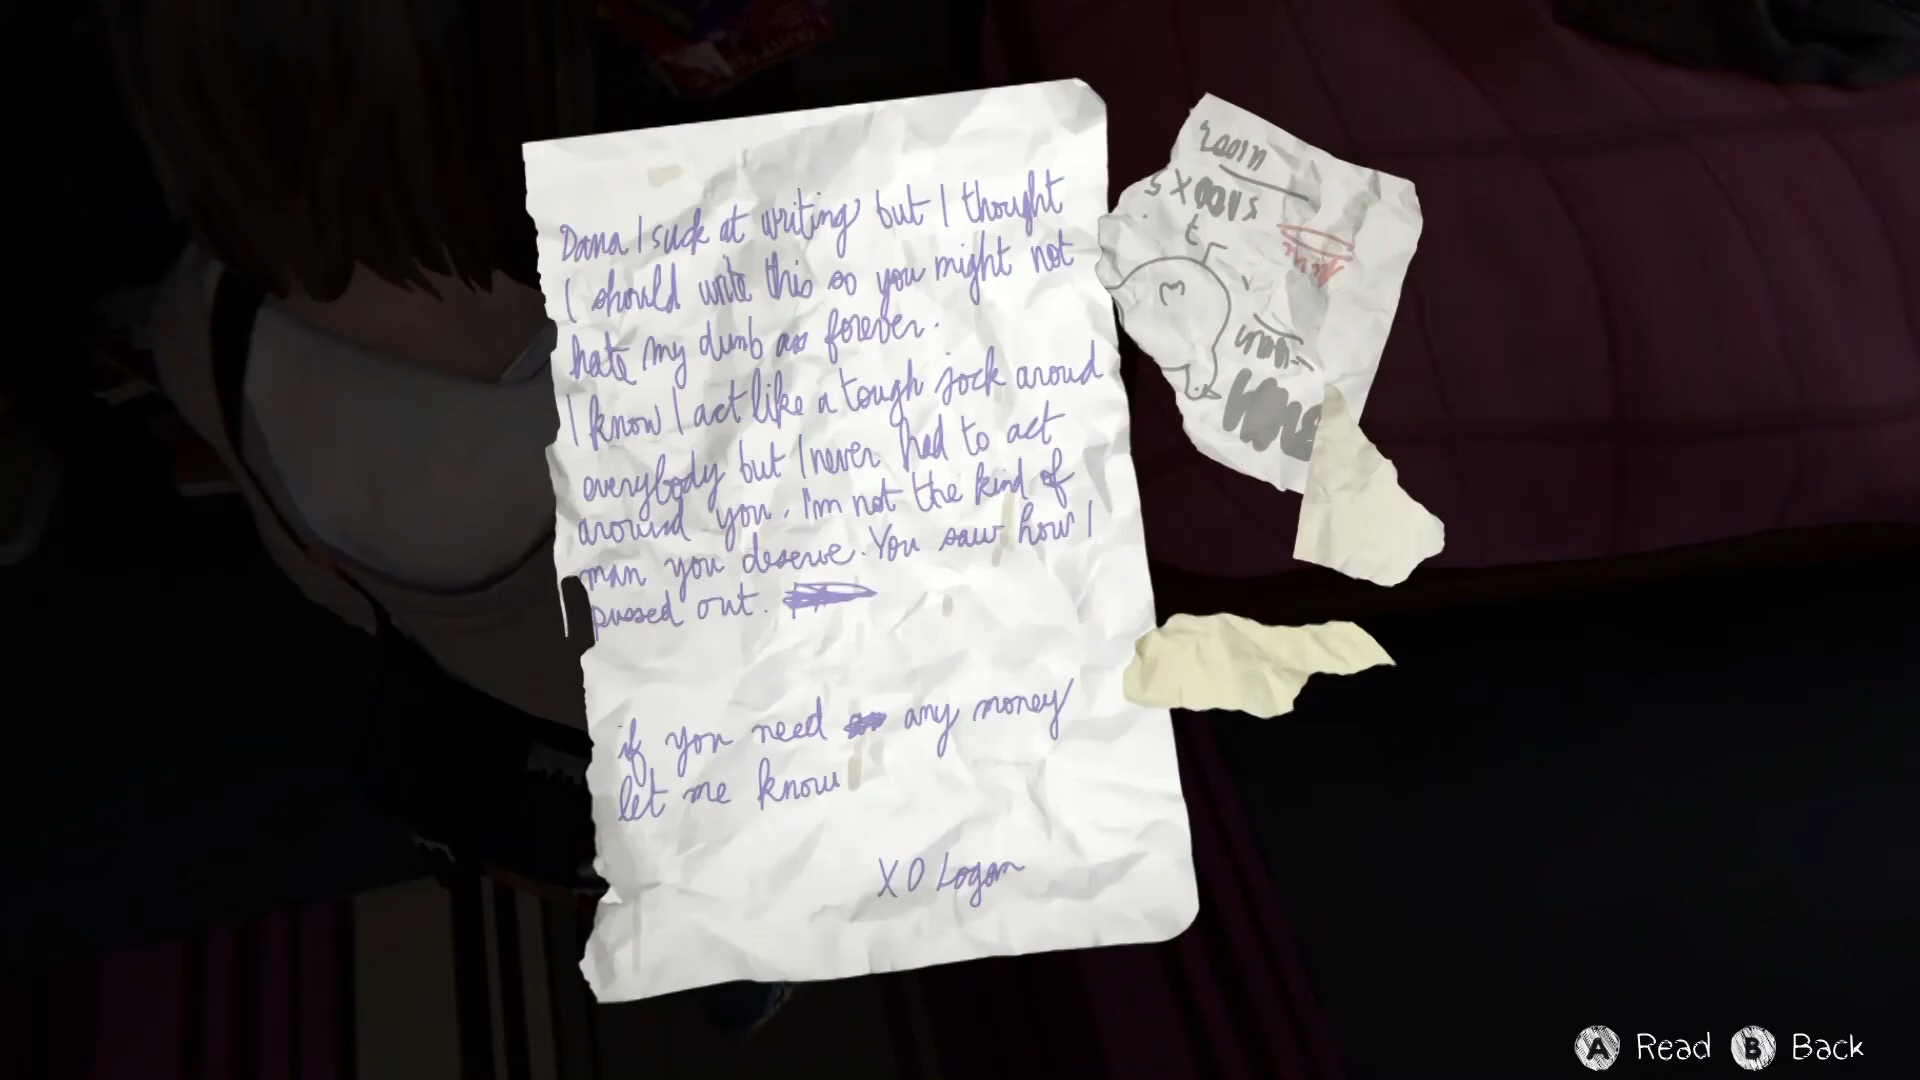 Dana I suck at writing but I thought
I should write this so you might not
hate my dumb ass forever.
I know I act like a tough jock aroud
everybody but I never had to act
around you. I'm not the kind of
man you deserve. You saw how I
pussed out.
if you need any money
let me know
XO Logan
A Read B Back